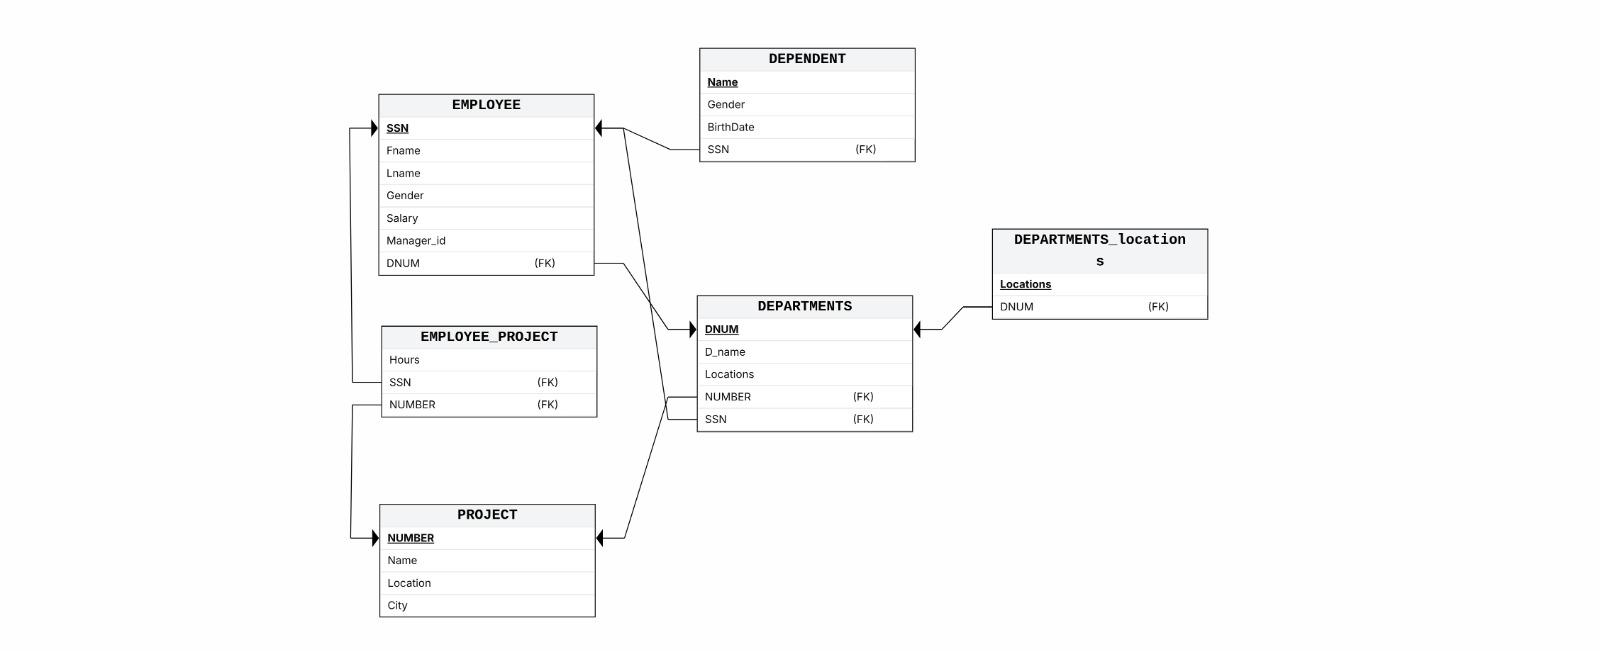 DEPENDENT
Name
Gender
BirthDate
SSN (FK)
EMPLOYEE
SSN
Fname
Lname
Gender
Salary
Manager_id
DNUM (FK)
DEPARTMENTS_location
s
Locations
DNUM (FK)
DEPARTMENTS
DNUM
D_name
Locations
NUMBER (FK)
SSN (FK)
EMPLOYEE_PROJECT
Hours
SSN (FK)
NUMBER (FK)
PROJECT
NUMBER
Name
Location
City